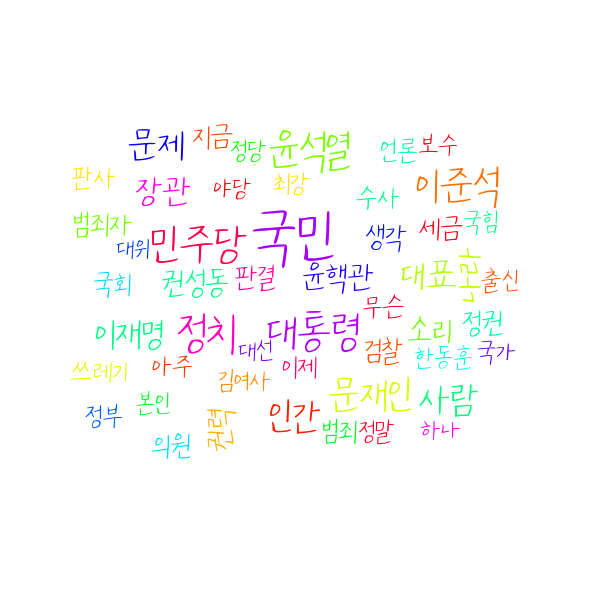 문제 지금 정당 윤석열 언론 보수
판사 장관 야당 최강 수사 이준석
범죄자 대위 민주당 국민 생각 세금 국힘
국회 권성동 판결 윤핵관 대표 출신
이재명 정치 대선 대통령 무슨 소리 정권
쓰레기 아주 김여사 이제 검찰 한동훈 국가
정부 본인 권력 인간 문재인 사람
의원 범죄 정말 하나